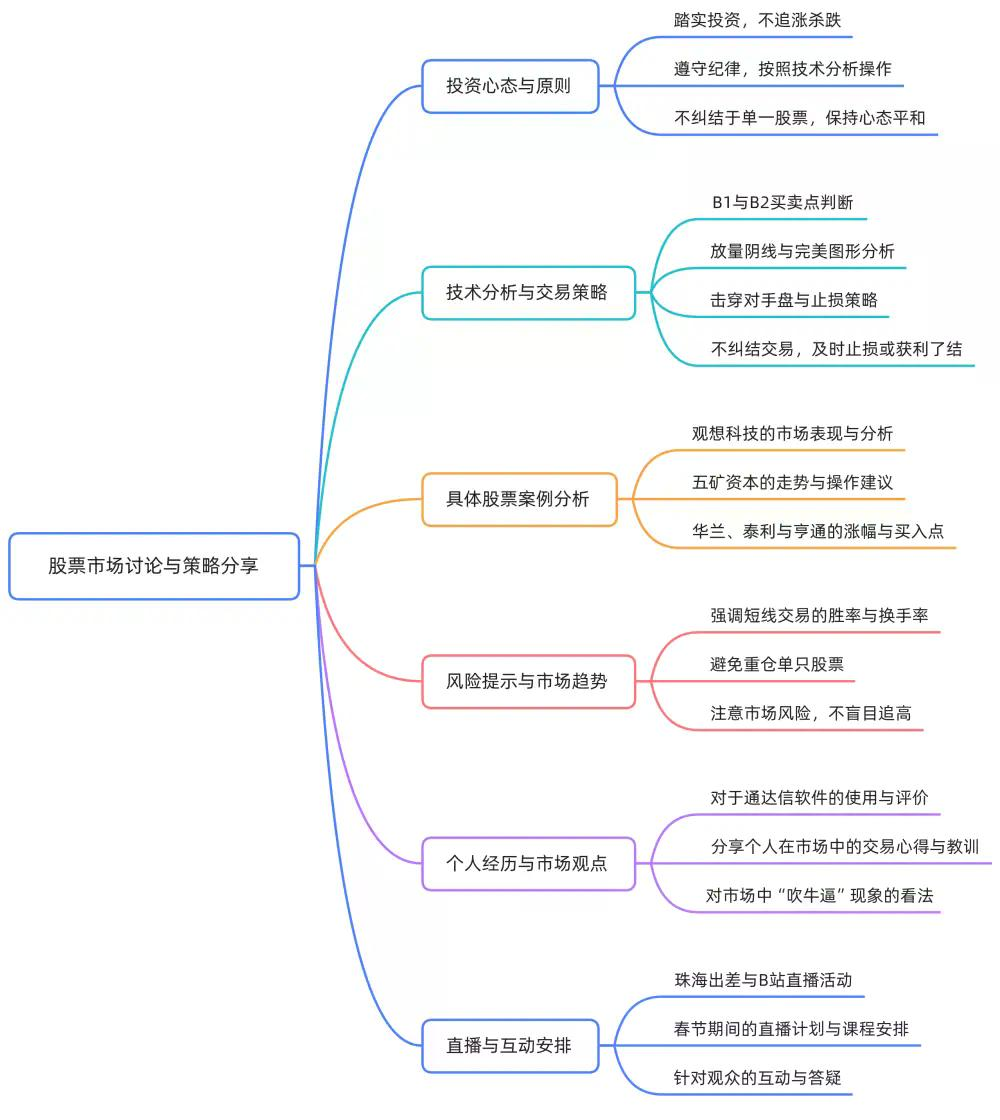 股票市场讨论与策略分享
投资心态与原则
踏实投资，不追涨杀跌
遵守纪律，按照技术分析操作
不纠结于单一股票，保持心态平和
技术分析与交易策略
B1与B2买卖点判断
放量阴线与完美图形分析
击穿对手盘与止损策略
不纠结交易，及时止损或获利了结
具体股票案例分析
观想科技的市场表现与分析
五矿资本的走势与操作建议
华兰、泰利与亨通的涨幅与买入点
风险提示与市场趋势
强调短线交易的胜率与换手率
避免重仓单只股票
注意市场风险，不盲目追高
个人经历与市场观点
对于通达信软件的使用与评价
分享个人在市场中的交易心得与教训
对市场中“吹牛逼”现象的看法
直播与互动安排
珠海出差与B站直播活动
春节期间的直播计划与课程安排
针对观众的互动与答疑